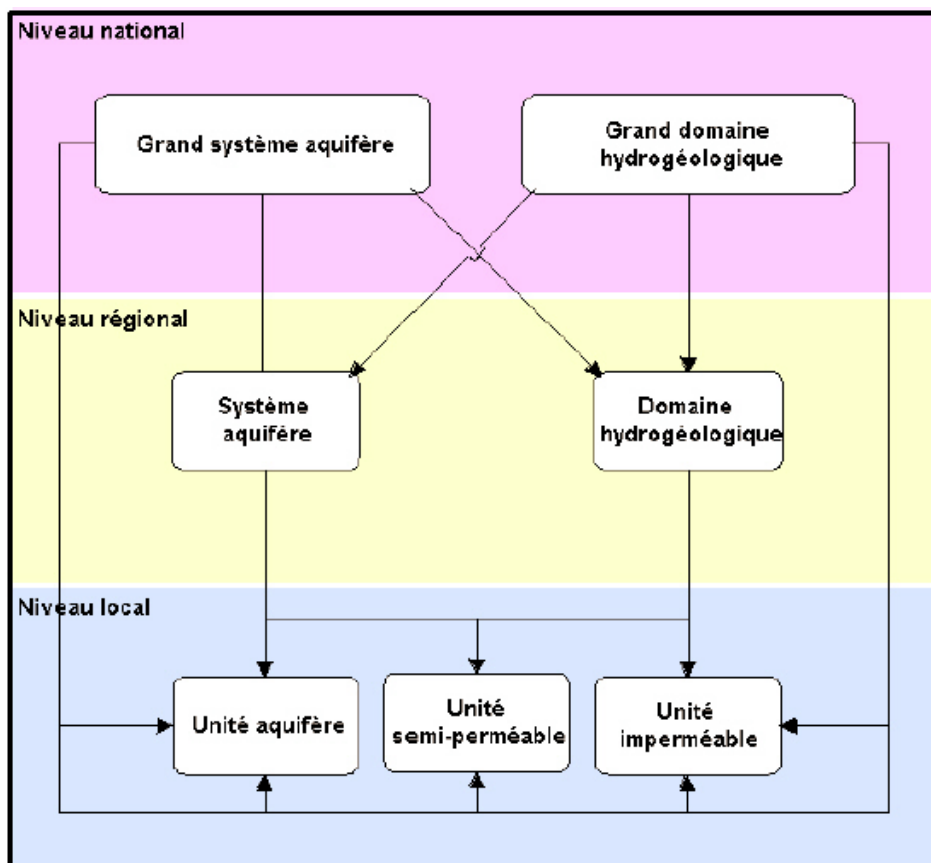 Niveau national
Grand système aquifère
Grand domaine
hydrogéologique
Niveau régional
Système
aquifére
Domaine
hydrogéologique
Niveau local
Unité aquifère
Unité
semi-perméable
Unité
imperméable